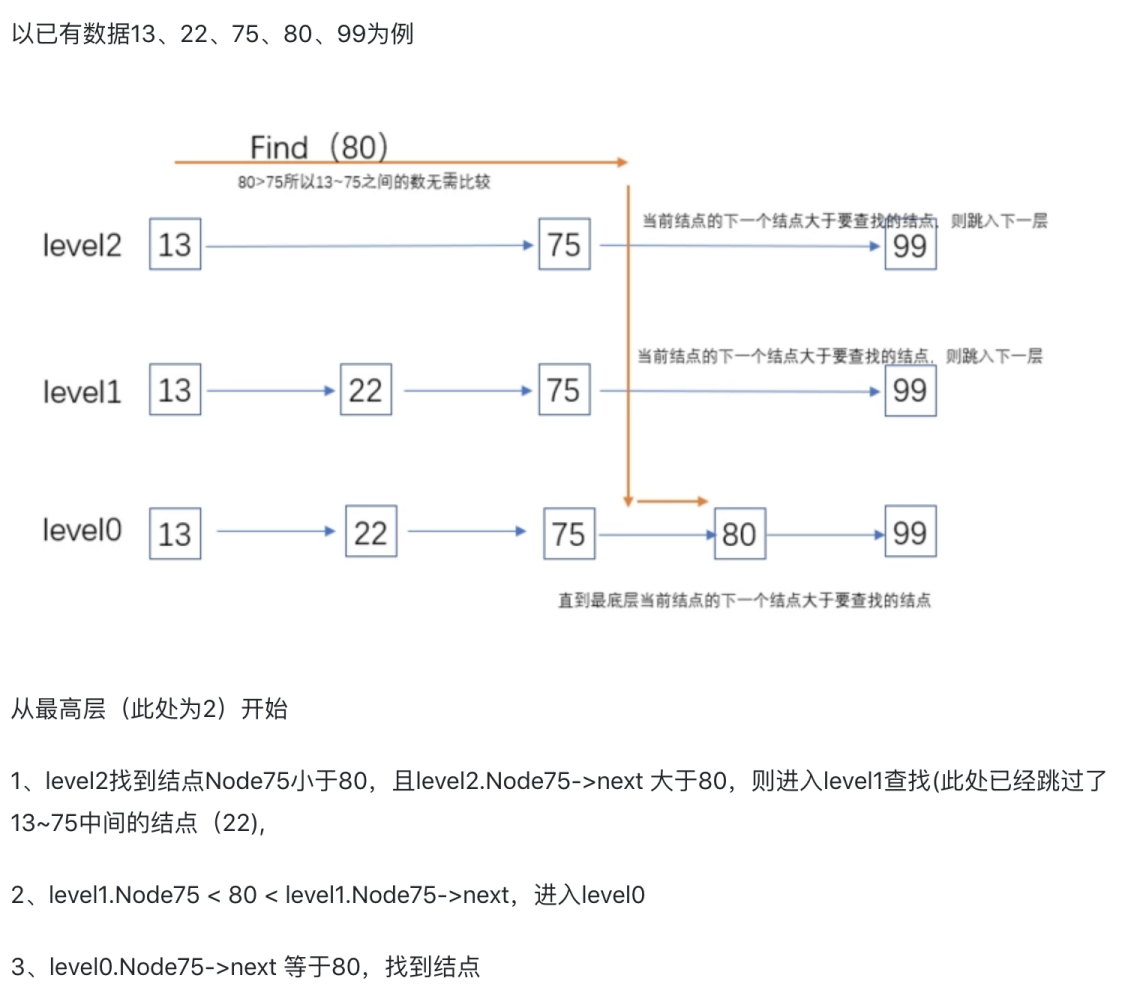 以已有数据13、22、75、80、99为例
Find（80）
80>75所以13~75之间的数无需比较
当前结点的下一个结点大于要查找的结点，则跳入下一层
level2 13 75 99
当前结点的下一个结点大于要查找的结点，则跳入下一层
level1 13 22 75 99
level0 13 22 75 80 99
直到最底层当前结点的下一个结点大于要查找的结点
从最高层（此处为2）开始
1、level2找到结点Node75小于80，且level2.Node75->next 大于80，则进入level1查找(此处已经跳过了
13~75中间的结点（22),
2、level1.Node75 < 80 < level1.Node75->next，进入level0
3、level0.Node75->next 等于80，找到结点